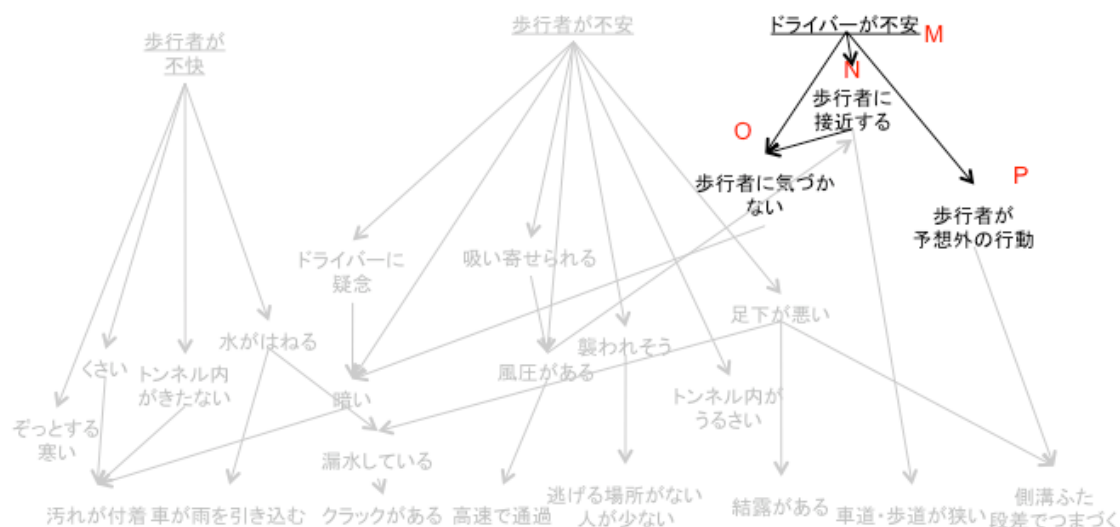 歩行者が
不快
歩行者が不安
ドライバーが不安
M
N
歩行者に
接近する
O
歩行者に気づか
ない
P
歩行者が
予想外の行動
ドライバーに
疑念
吸い寄せられる
足下が悪い
水がはねる
くさい
トンネル内
がきたない
襲われそう
風圧がある
暗い
トンネル内が
うるさい
ぞっとする
寒い
漏水している
汚れが付着
車が雨を引き込む
クラックがある
高速で通過
逃げる場所がない
人が少ない
結露がある
車道・歩道が狭い
側溝ふた
段差でつまづく